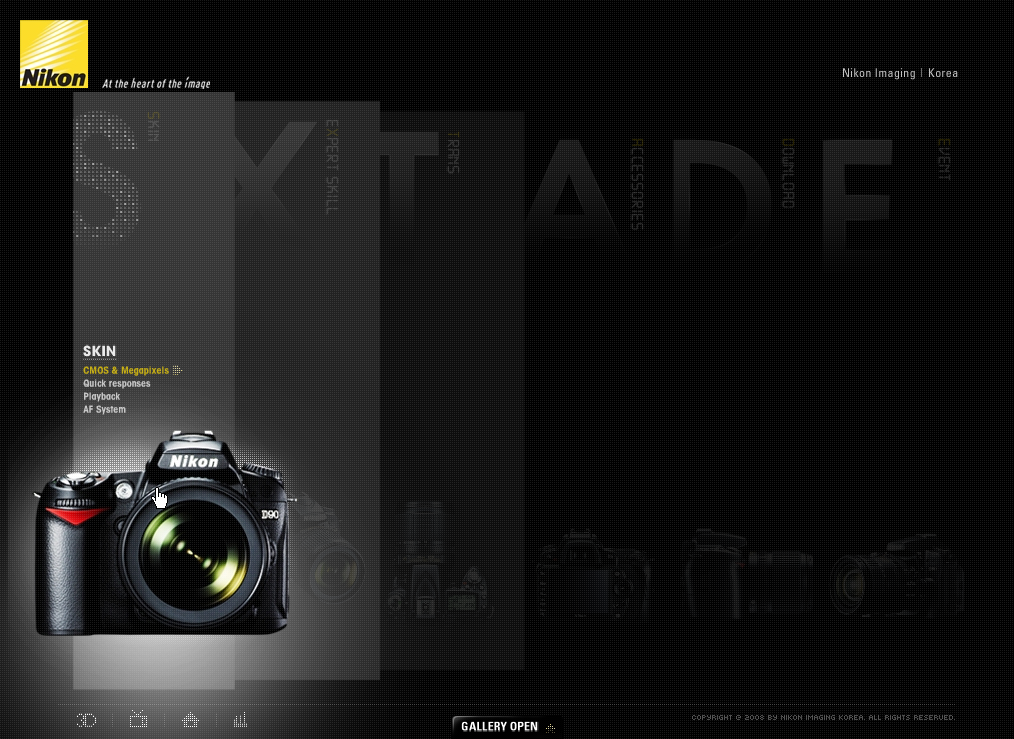 Nikon
At the heart of the image
Nikon Imaging | Korea
S X T A D E
SKIN
EXPERT SKILL
TRANS
ACCESSORIES
DOWNLOAD
EVENT
SKIN
CMOS & Megapixels
Quick responses
Playback
AF System
Nikon
D90
3D
GALLERY OPEN
COPYRIGHT © 2008 BY NIKON IMAGING KOREA. ALL RIGHTS RESERVED.